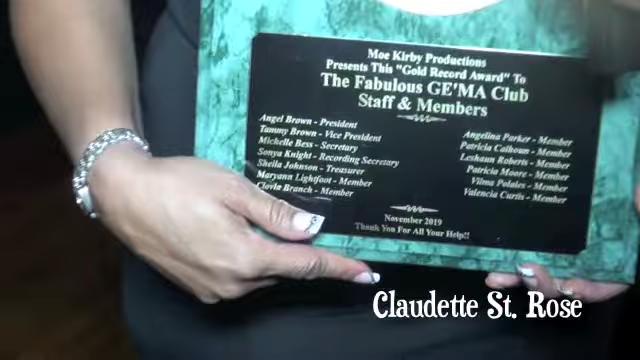 Moe Kirby Productions
Presents This "Gold Record Award" To
The Fabulous GE'MA Club
Staff & Members
Angel Brown - President
Tammy Brown - Vice President
Michelle Bess - Secretary
Sonya Knight - Recording Secretary
Sheila Johnson - Treasurer
Maryann Lightfoot - Member
Clovia Branch - Member
Angelina Parker - Member
Patricia Calhoun - Member
Leshaun Roberts - Member
Patricia Moore - Member
Vilma Polales - Member
Valencia Curtis - Member
November 2019
Thank You For All Your Help!!
Claudette St. Rose